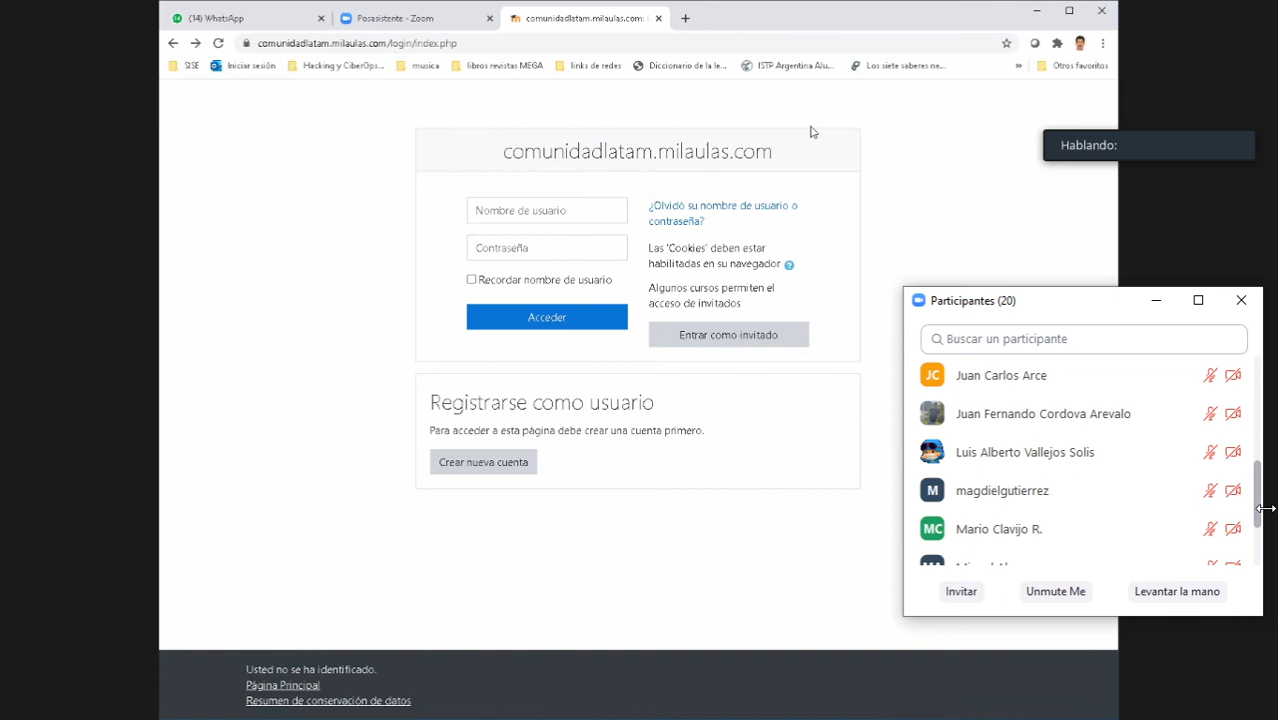 (14) WhatsApp
Posasistente - Zoom
comunidadlatam.milaulas.com:
comunidadlatam.milaulas.com/login/index.php
SISE
Iniciar sesión
Hacking y CiberOps...
musica
libros revistas MEGA
links de redes
Diccionario de la le...
ISTP Argentina Alu...
Los siete saberes ne...
»
Otros favoritos
comunidadlatam.milaulas.com
Nombre de usuario
Contraseña
Recordar nombre de usuario
Acceder
¿Olvidó su nombre de usuario o
contraseña?
Las 'Cookies' deben estar
habilitadas en su navegador
Algunos cursos permiten el
acceso de invitados
Entrar como invitado
Registrarse como usuario
Para acceder a esta página debe crear una cuenta primero.
Crear nueva cuenta
Usted no se ha identificado.
Página Principal
Resumen de conservación de datos
Hablando:
Participantes (20)
Buscar un participante
JC Juan Carlos Arce
Juan Fernando Cordova Arevalo
Luis Alberto Vallejos Solis
M magdielgutierrez
MC Mario Clavijo R.
Invitar
Unmute Me
Levantar la mano